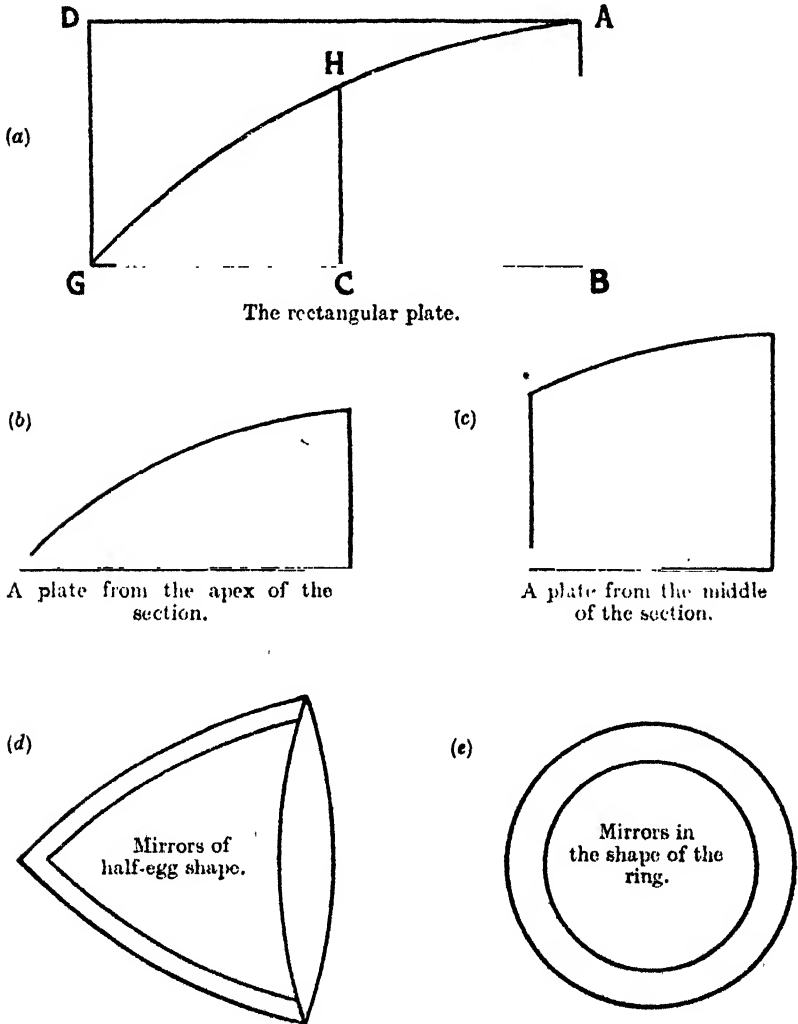 D
A
H
(a)
G
C
B
The rectangular plate.
(b)
(c)
A plate from the apex of the
section.
A plate from the middle
of the section.
(d)
(e)
Mirrors of
half-egg shape.
Mirrors in
the shape of the
ring.